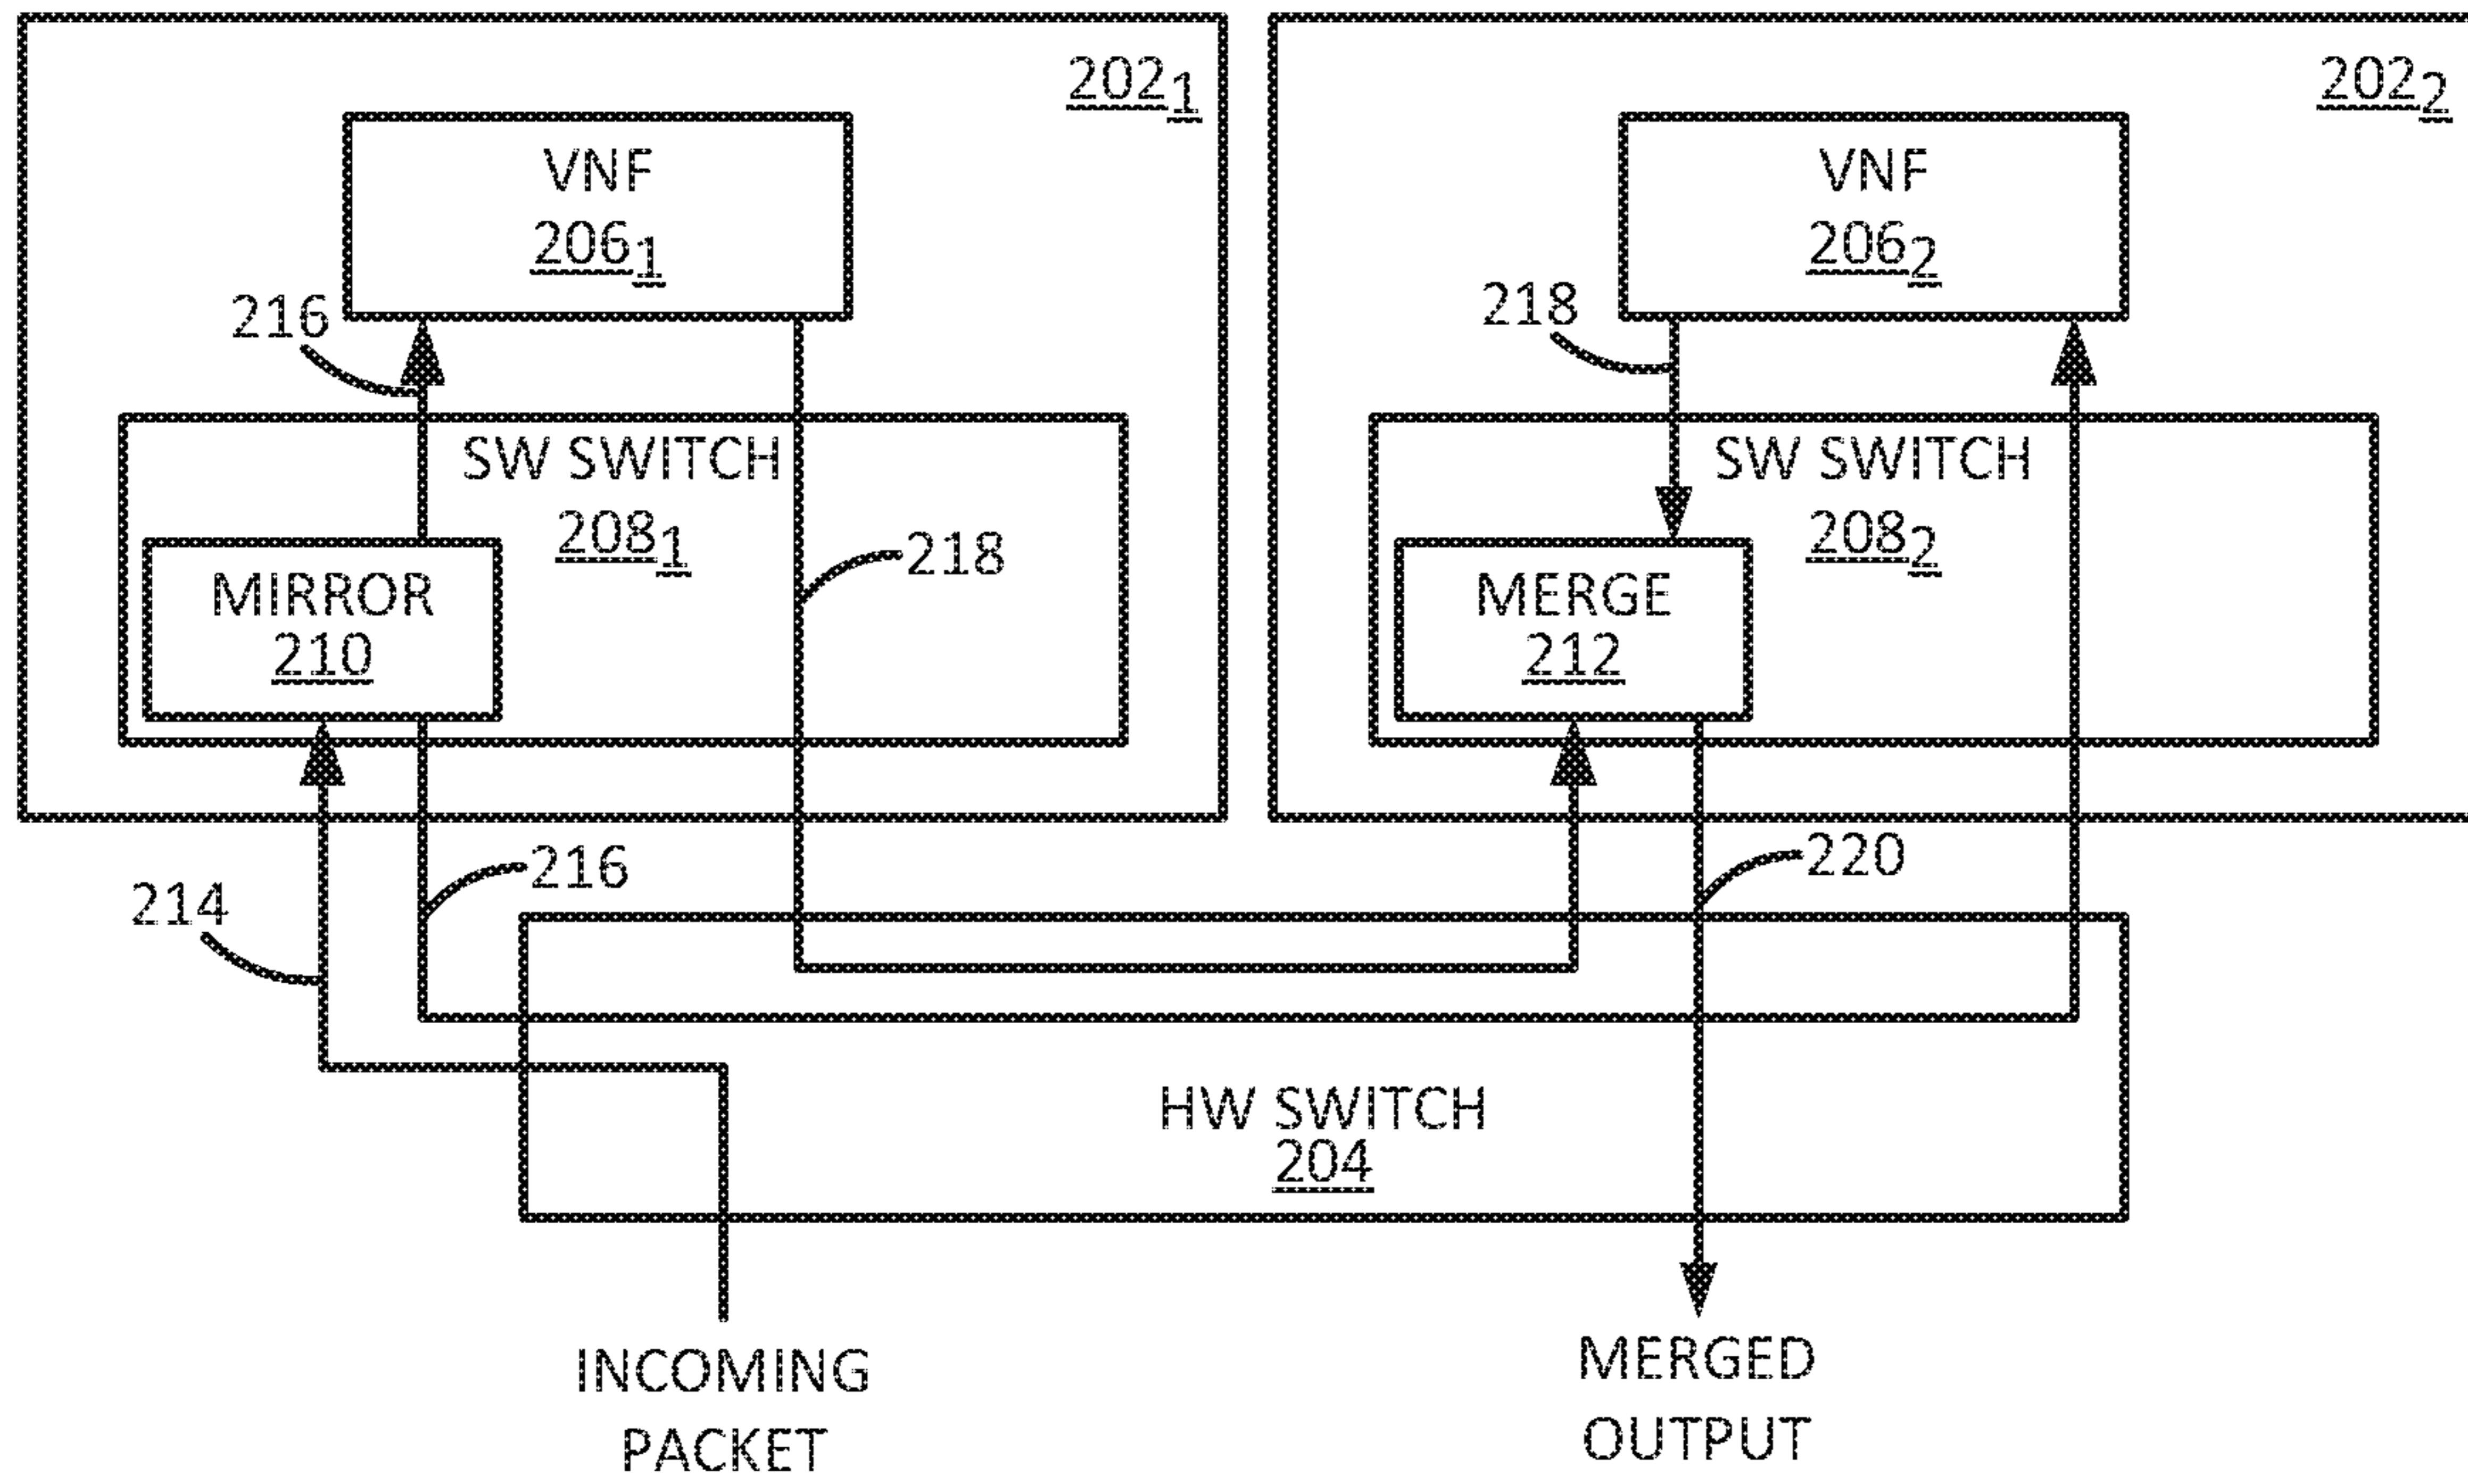 202₁
VNF
206₁
216
SW SWITCH
208₁
218
MIRROR
210
216
214
202₂
VNF
206₂
218
SW SWITCH
208₂
MERGE
212
220
HW SWITCH
204
INCOMING
PACKET
MERGED
OUTPUT